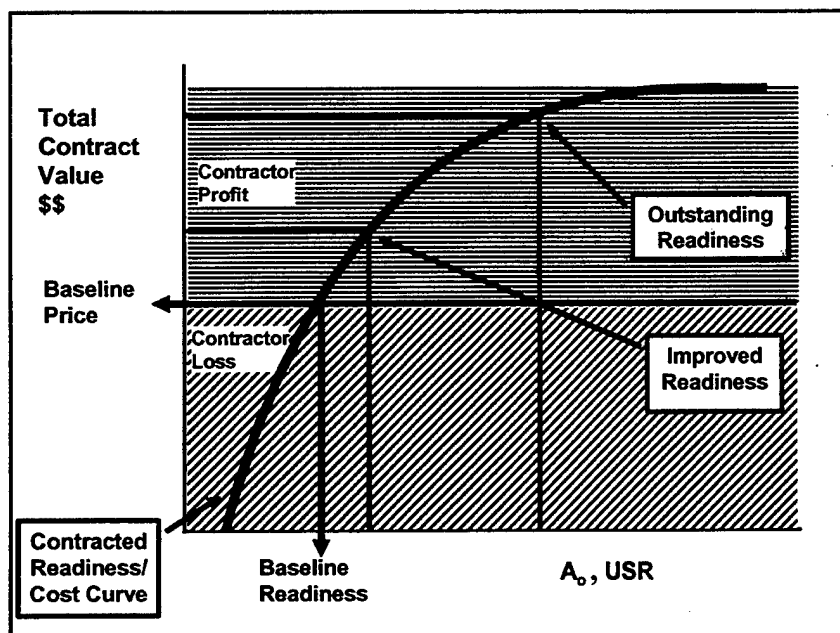 Total
Contract
Value
$$
Contractor
Profit
Outstanding
Readiness
Baseline
Price
Contractor
Loss
Improved
Readiness
Contracted
Readiness/
Cost Curve
Baseline
Readiness
Aₒ, USR